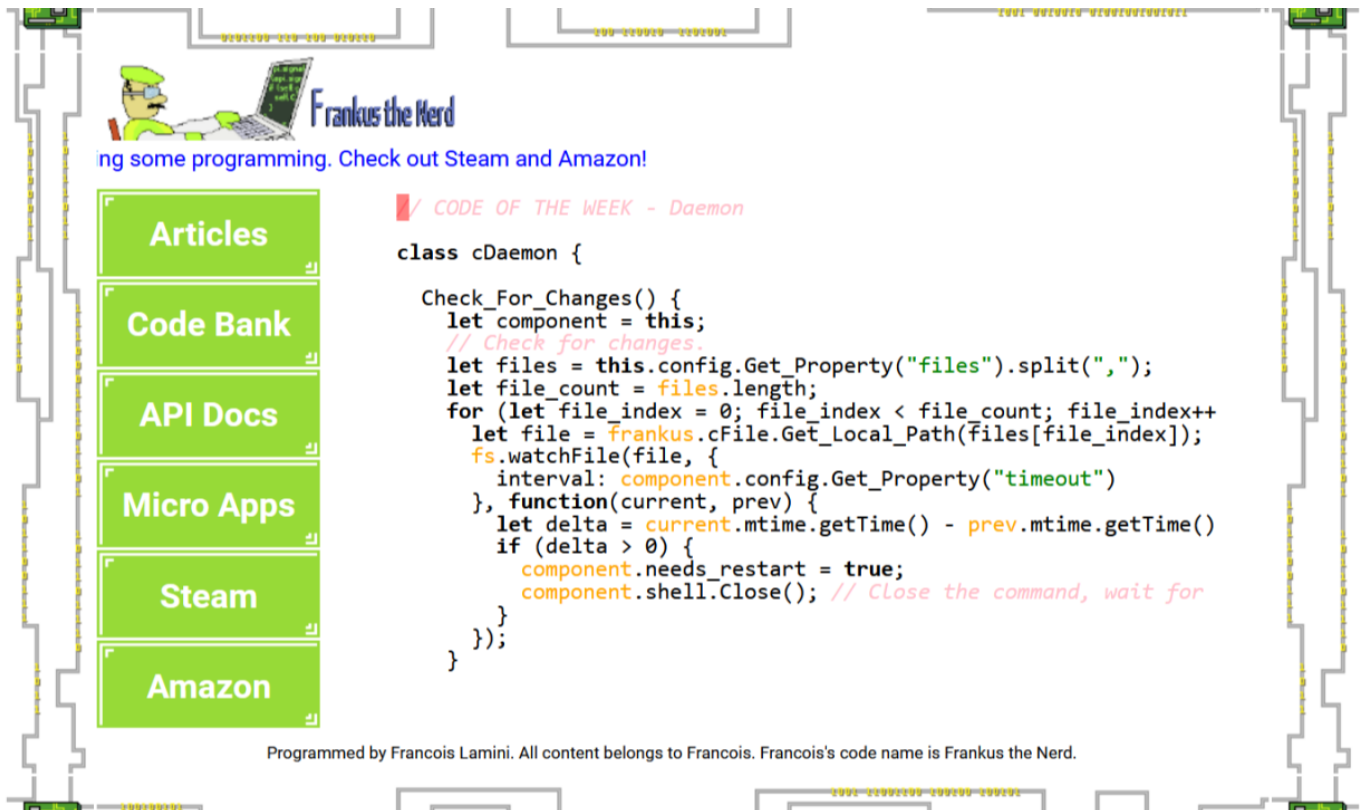 Frankus the Nerd
ng some programming. Check out Steam and Amazon!
Articles
Code Bank
API Docs
Micro Apps
Steam
Amazon
// CODE OF THE WEEK - Daemon
class cDaemon {
Check_For_Changes() {
let component = this;
// Check for changes.
let files = this.config.Get_Property("files").split(",");
let file_count = files.length;
for (let file_index = 0; file_index < file_count; file_index++
let file = frankus.cFile.Get_Local_Path(files[file_index]);
fs.watchFile(file, {
interval: component.config.Get_Property("timeout")
}, function(current, prev) {
let delta = current.mtime.getTime() - prev.mtime.getTime()
if (delta > 0) {
component.needs_restart = true;
component.shell.Close(); // Close the command, wait for
}
});
}
Programmed by Francois Lamini. All content belongs to Francois. Francois's code name is Frankus the Nerd.